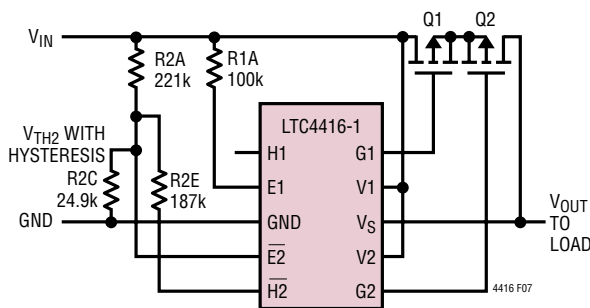 Q1 Q2
VIN
R2A
221k
R1A
100k
LTC4416-1
VTH2 WITH
HYSTERESIS
H1
G1
R2C
24.9k
R2E
187k
E1
V1
VOUT
TO
LOAD
GND
GND
VS
E2
V2
H2
G2
4416 F07